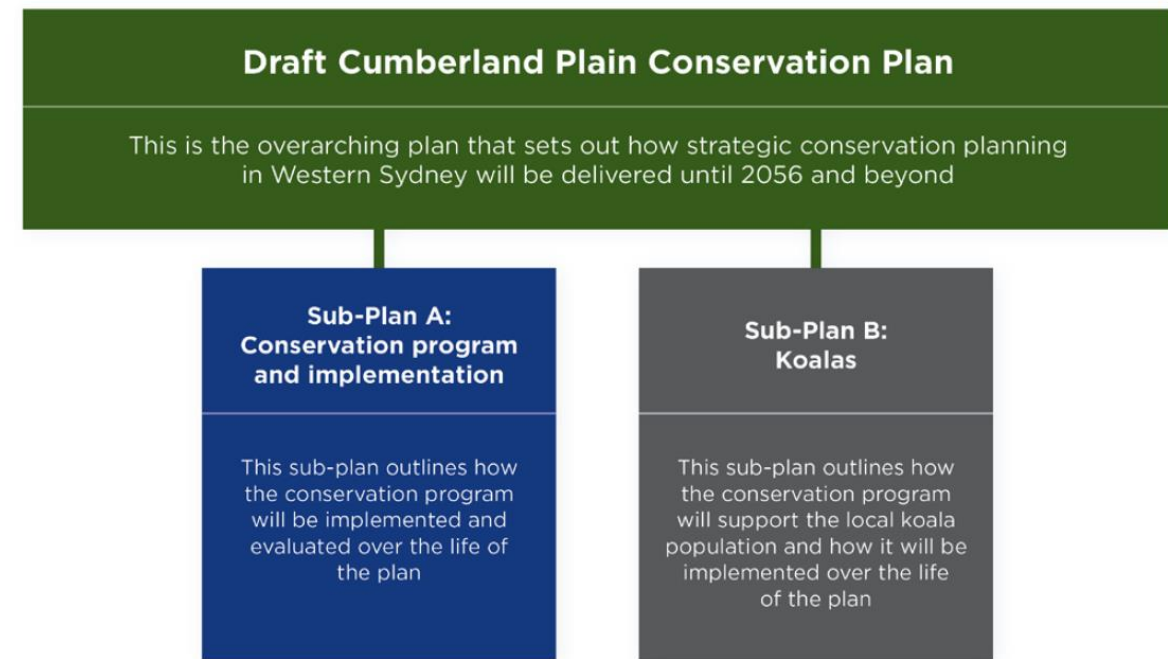 Draft Cumberland Plain Conservation Plan
This is the overarching plan that sets out how strategic conservation planning
in Western Sydney will be delivered until 2056 and beyond
Sub-Plan A:
Conservation program
and implementation
This sub-plan outlines how
the conservation program
will be implemented and
evaluated over the life of
the plan
Sub-Plan B:
Koalas
This sub-plan outlines how
the conservation program
will support the local koala
population and how it will be
implemented over the life
of the plan